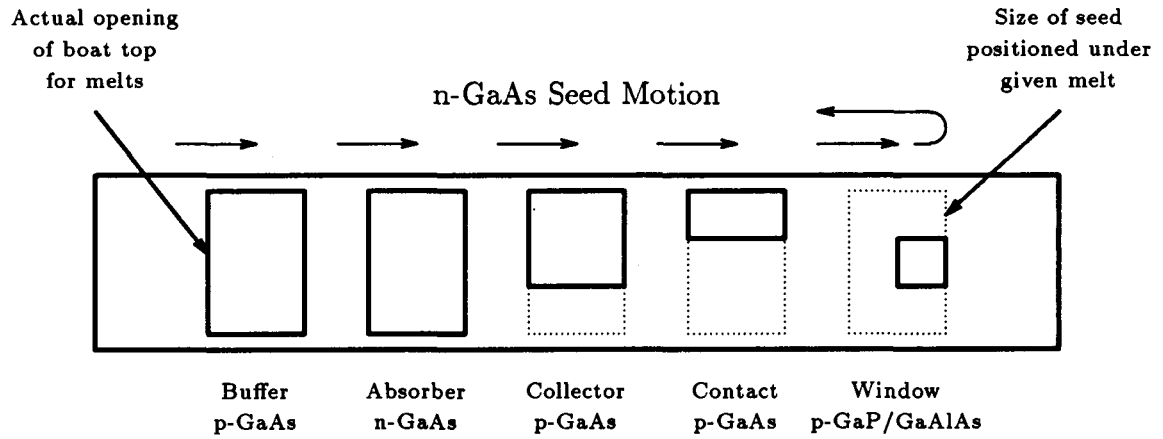 Actual opening
of boat top
for melts
n-GaAs Seed Motion
Size of seed
positioned under
given melt
Buffer
p-GaAs
Absorber
n-GaAs
Collector
p-GaAs
Contact
p-GaAs
Window
p-GaP/GaAlAs